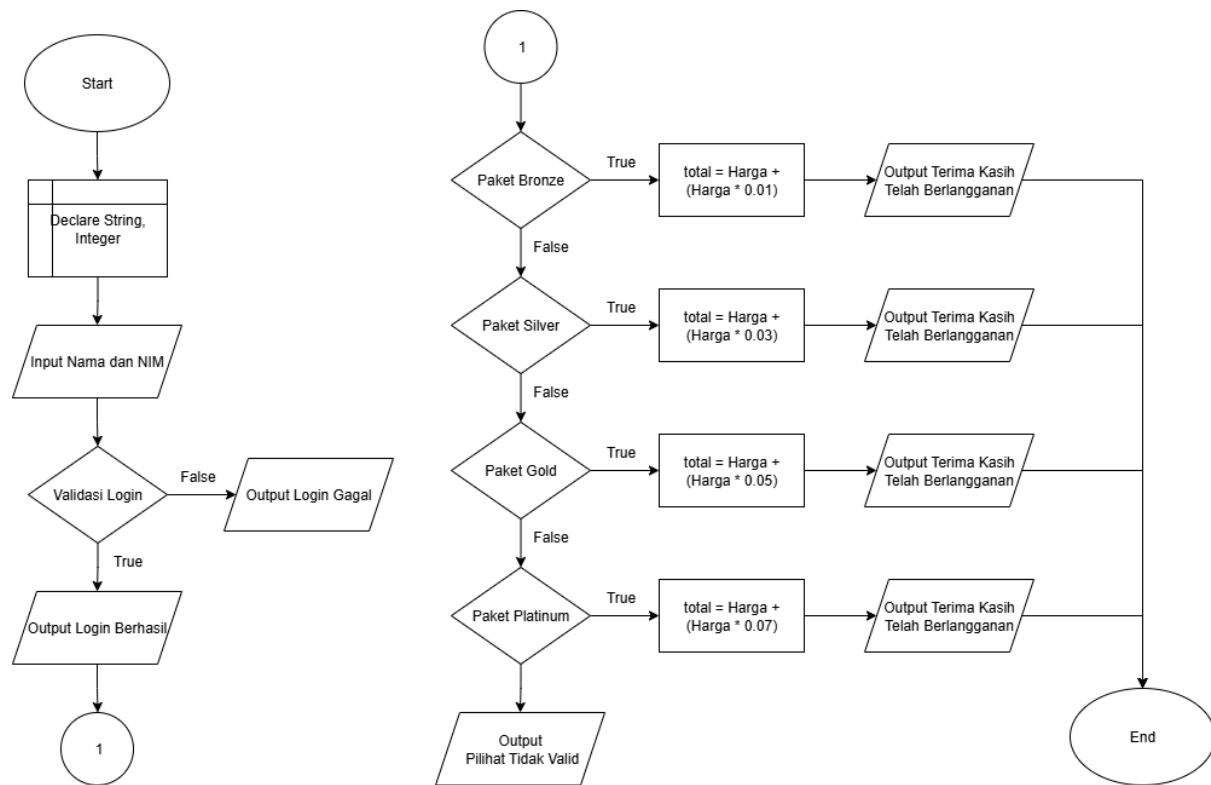 Start
Declare String,
Integer
Input Nama dan NIM
Validasi Login
False
Output Login Gagal
True
Output Login Berhasil
1
1
Paket Bronze
True
total = Harga +
(Harga * 0.01)
Output Terima Kasih
Telah Berlangganan
False
Paket Silver
True
total = Harga +
(Harga * 0.03)
Output Terima Kasih
Telah Berlangganan
False
Paket Gold
True
total = Harga +
(Harga * 0.05)
Output Terima Kasih
Telah Berlangganan
False
Paket Platinum
True
total = Harga +
(Harga * 0.07)
Output Terima Kasih
Telah Berlangganan
Output
Pilihat Tidak Valid
End